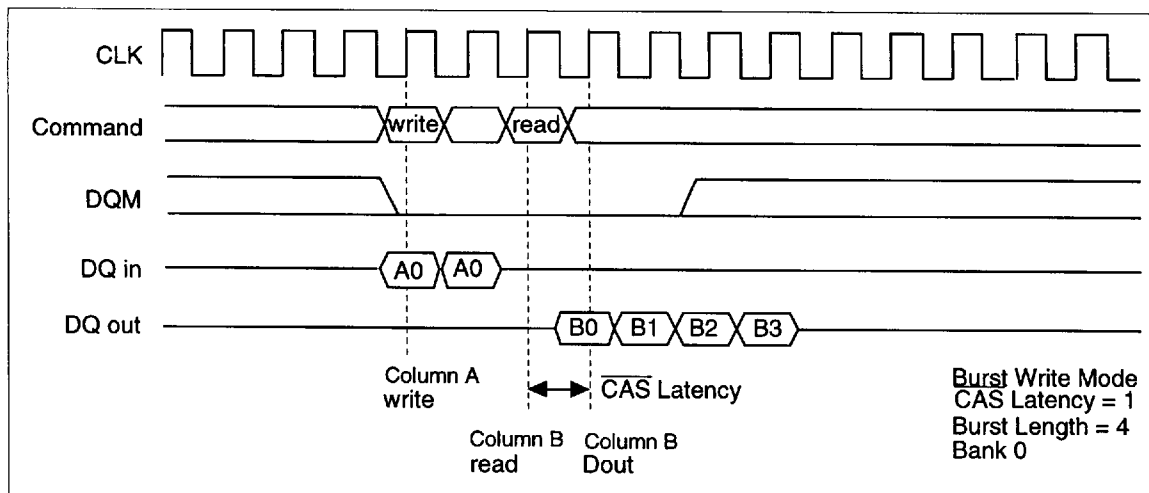 CLK
Command
write
read
DQM
DQ in
A0
A0
DQ out
B0
B1
B2
B3
Column A
write
CAS Latency
Column B
read
Column B
Dout
Burst Write Mode
CAS Latency = 1
Burst Length = 4
Bank 0